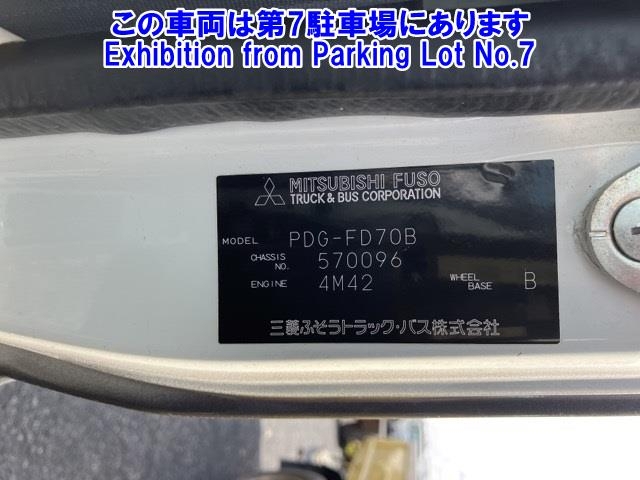 この車両は第7駐車場にあります
Exhibition from Parking Lot No.7
MITSUBISHI FUSO
TRUCK & BUS CORPORATION
MODEL PDG-FD70B
CHASSIS NO. 570096
ENGINE 4M42 WHEEL BASE B
三菱ふそうトラック・バス株式会社